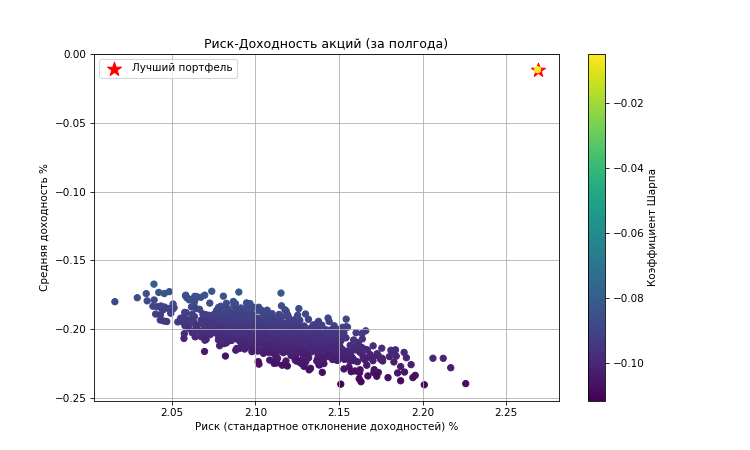 Риск-Доходность акций (за полгода)
Лучший портфель
Средняя доходность %
0.00
−0.05
−0.10
−0.15
−0.20
−0.25
2.05 2.10 2.15 2.20 2.25
Риск (стандартное отклонение доходностей) %
−0.02
−0.04
−0.06
−0.08
−0.10
Коэффициент Шарпа